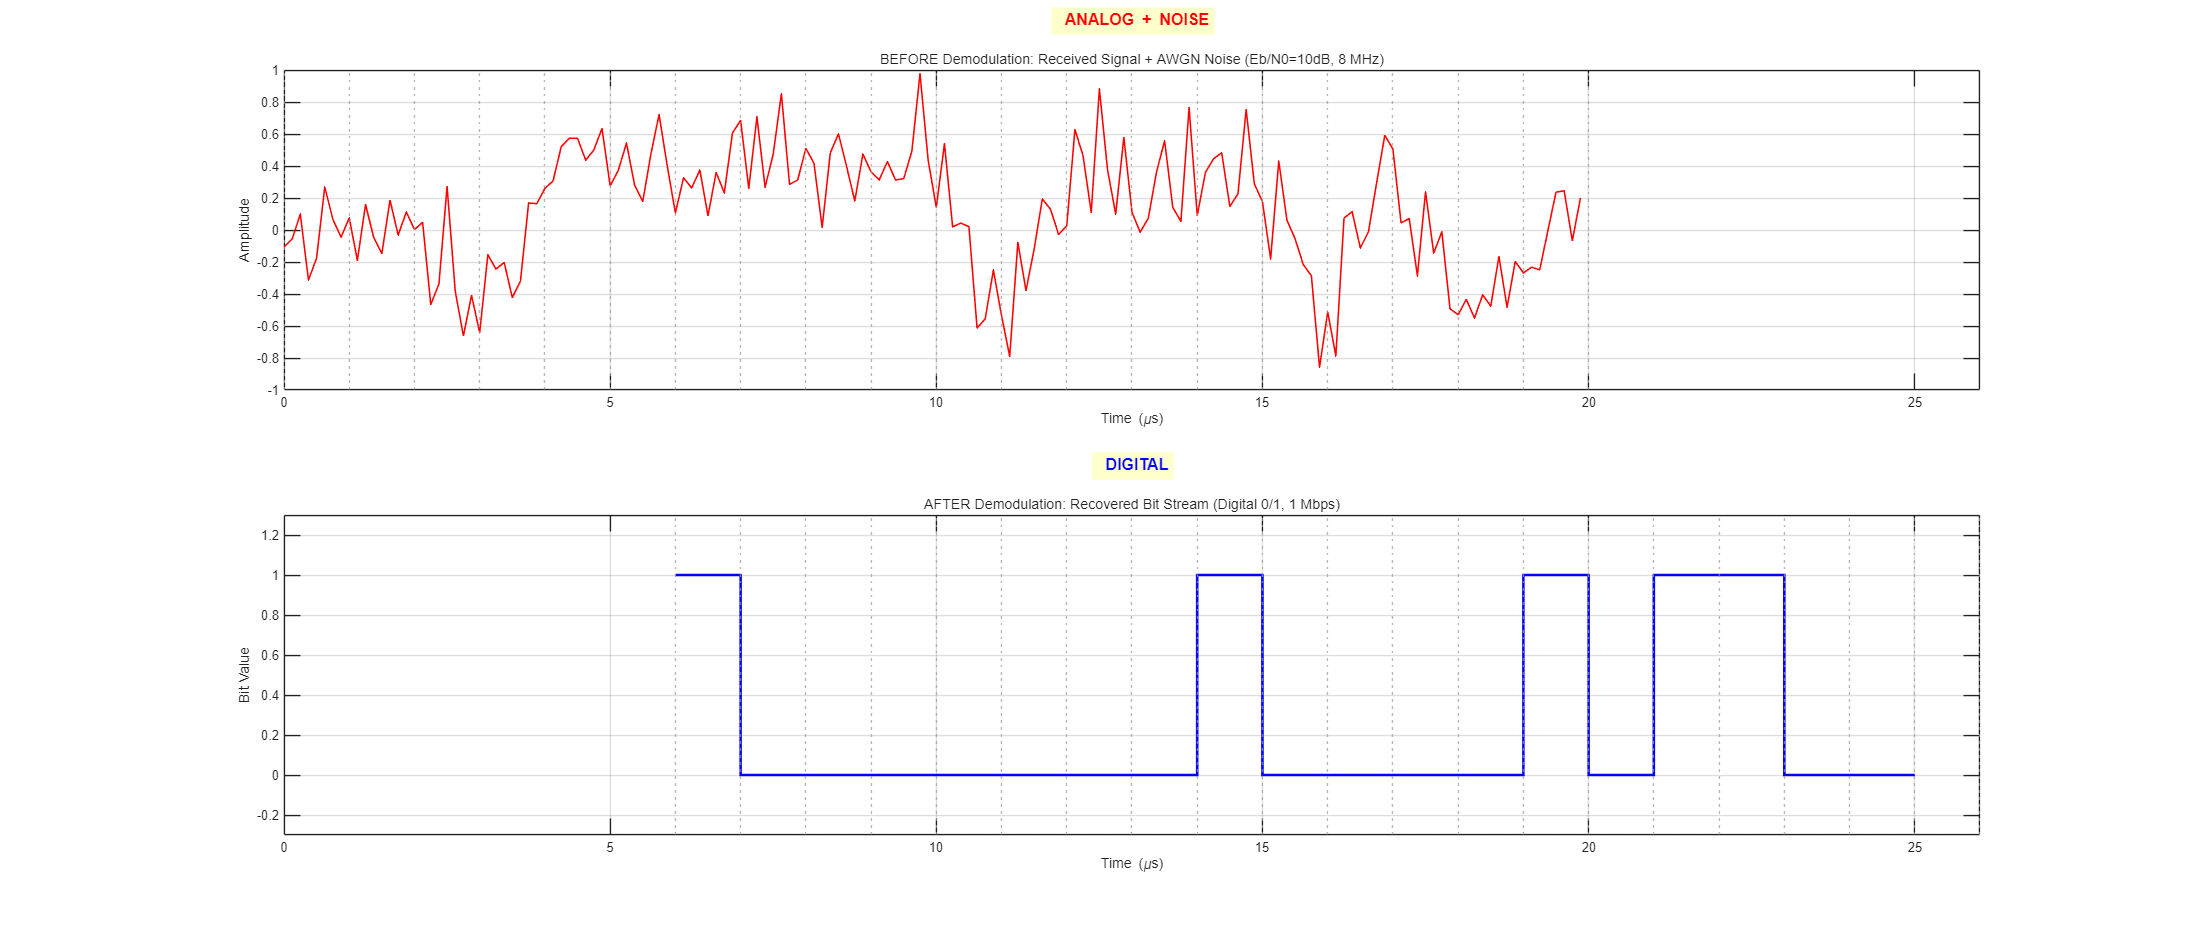 ANALOG + NOISE
BEFORE Demodulation: Received Signal + AWGN Noise (Eb/N0=10dB, 8 MHz)
1
0.8
0.6
0.4
0.2
0
-0.2
-0.4
-0.6
-0.8
-1
Amplitude
0 5 10 15 20 25
Time (μs)
DIGITAL
AFTER Demodulation: Recovered Bit Stream (Digital 0/1, 1 Mbps)
1.2
1
0.8
0.6
0.4
0.2
0
-0.2
Bit Value
0 5 10 15 20 25
Time (μs)